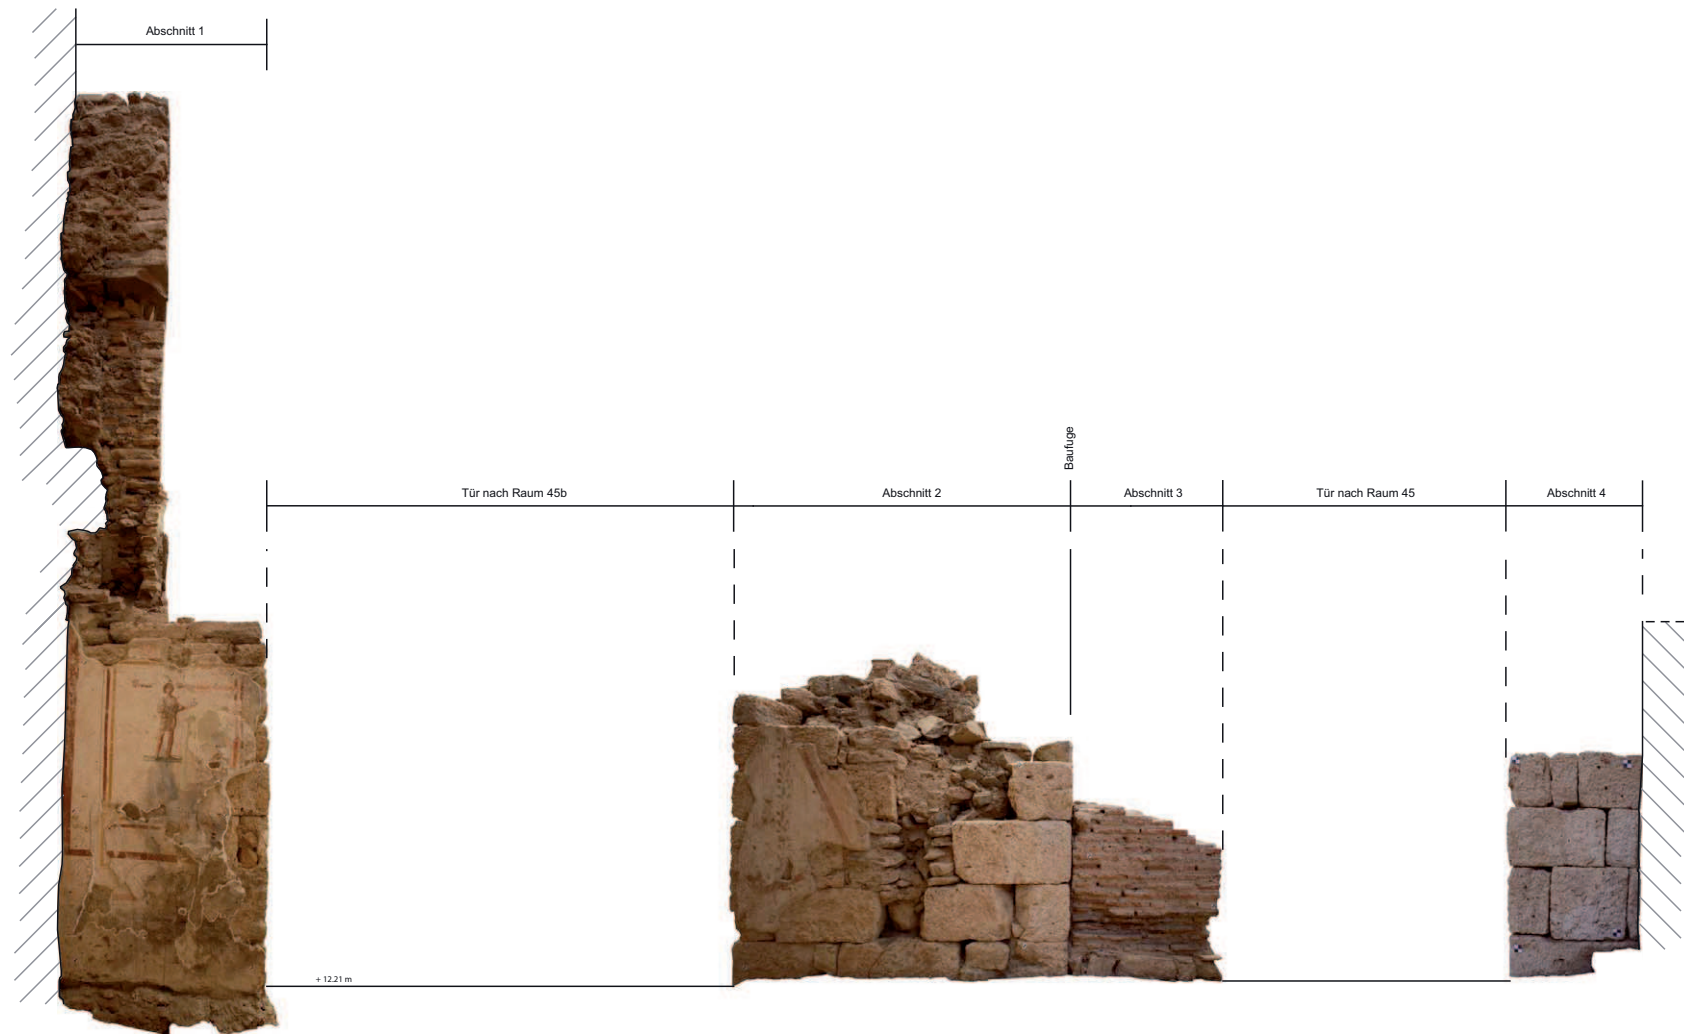 Abschnitt 1
Baufuge
Tür nach Raum 45b
Abschnitt 2
Abschnitt 3
Tür nach Raum 45
Abschnitt 4
+ 12.21 m